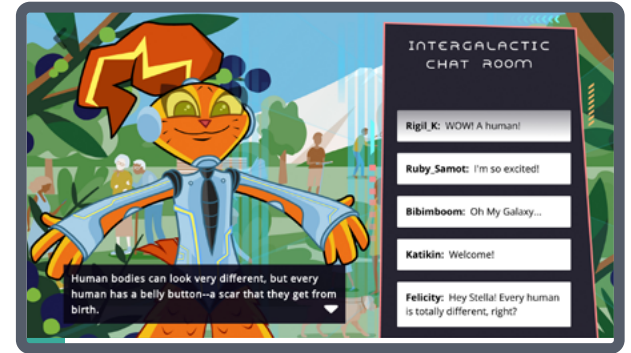 INTERGALACTIC
CHAT ROOM
Rigil_K: WOW! A human!
Ruby_Samot: I'm so excited!
Bibimboom: Oh My Galaxy...
Katikin: Welcome!
Felicity: Hey Stella! Every human
is totally different, right?
Human bodies can look very different, but every
human has a belly button--a scar that they get from
birth.